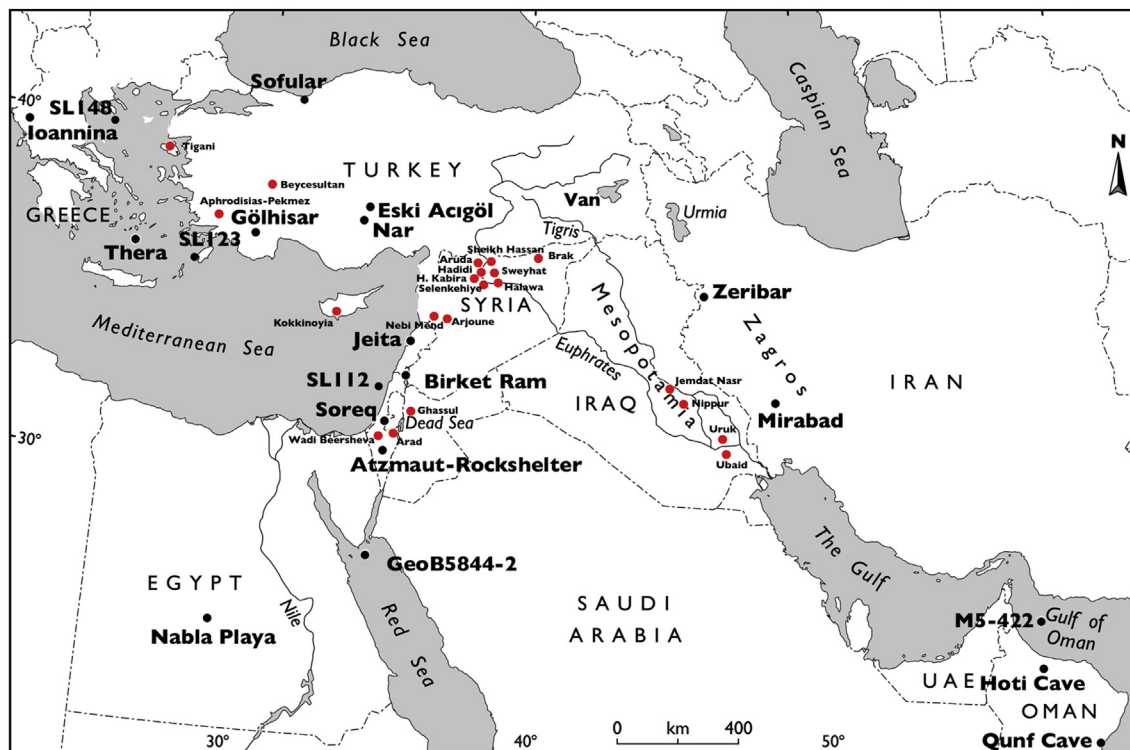 Black Sea
Caspian Sea
Sofular
40°
SL148
Ioannina
Tigani
N
TURKEY
Beycesultan
Aphrodisias-Pekmez
GREECE
Gölhisar
Eski Acıgöl
Nar
Van
Urmia
Thera
SL123
Tigris
Sheikh Hassan
Brak
Aruda
Hadidi
Sweyhat
H. Kabira
Halawa
Selenkehiye
SYRIA
Mesopotamia
Zeribar
Zagros
Kokkinoyia
Nebi Mend
Arjoune
Mediterranean Sea
Jeita
Euphrates
SL112
Birket Ram
Jemdat Nasr
IRAN
IRAQ
Nippur
Mirabad
Soreq
Ghassul
Dead Sea
30°
Wadi Beersheva
Arad
Uruk
Ubaid
Atzmaut-Rockshelter
The Gulf
GeoB5844-2
EGYPT
Nile
Red Sea
Nabla Playa
SAUDI
ARABIA
M5-422
Gulf of
Oman
UAE
Hoti Cave
OMAN
Qunf Cave
0 km 400
30°
40°
50°